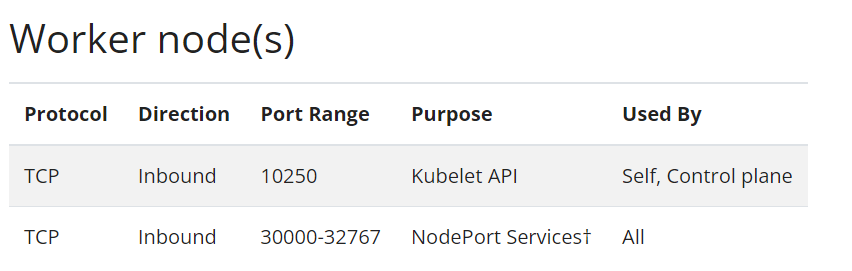 Worker node(s)
Protocol Direction Port Range Purpose Used By
TCP Inbound 10250 Kubelet API Self, Control plane
TCP Inbound 30000-32767 NodePort Services† All